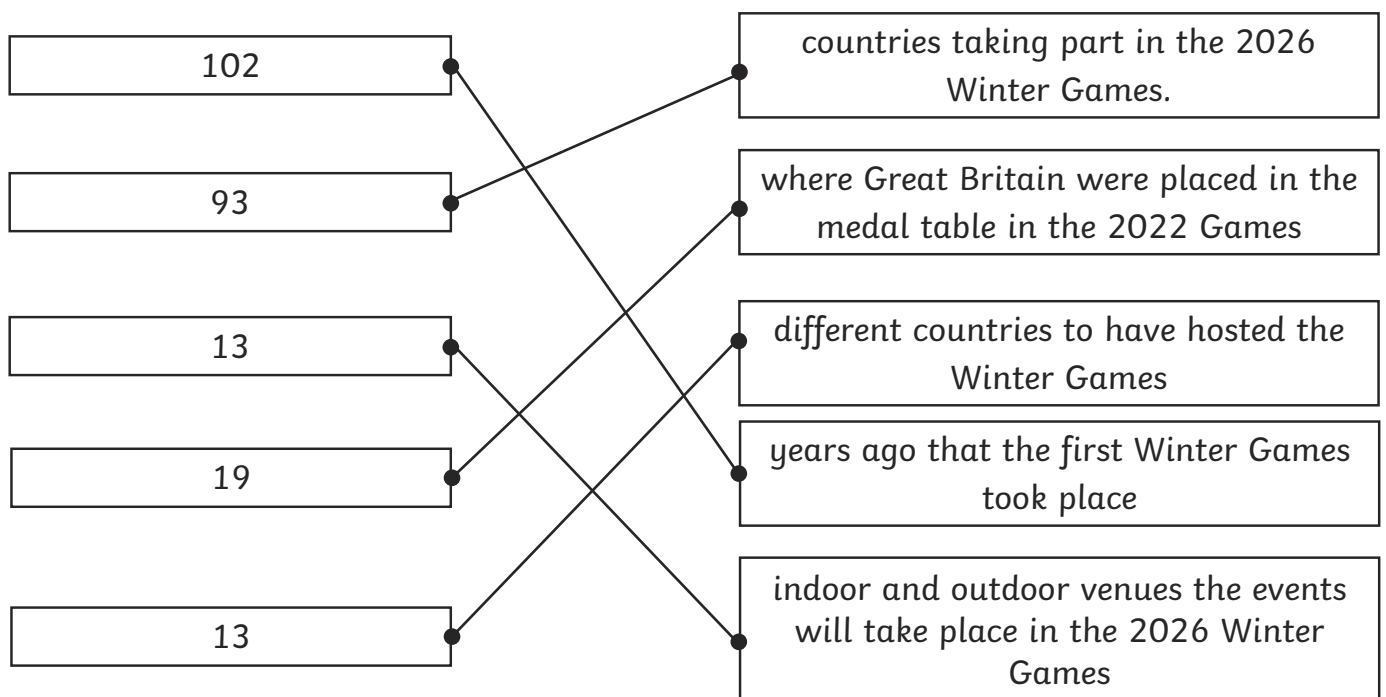 102
93
13
19
13
countries taking part in the 2026
Winter Games.
where Great Britain were placed in the
medal table in the 2022 Games
different countries to have hosted the
Winter Games
years ago that the first Winter Games
took place
indoor and outdoor venues the events
will take place in the 2026 Winter
Games